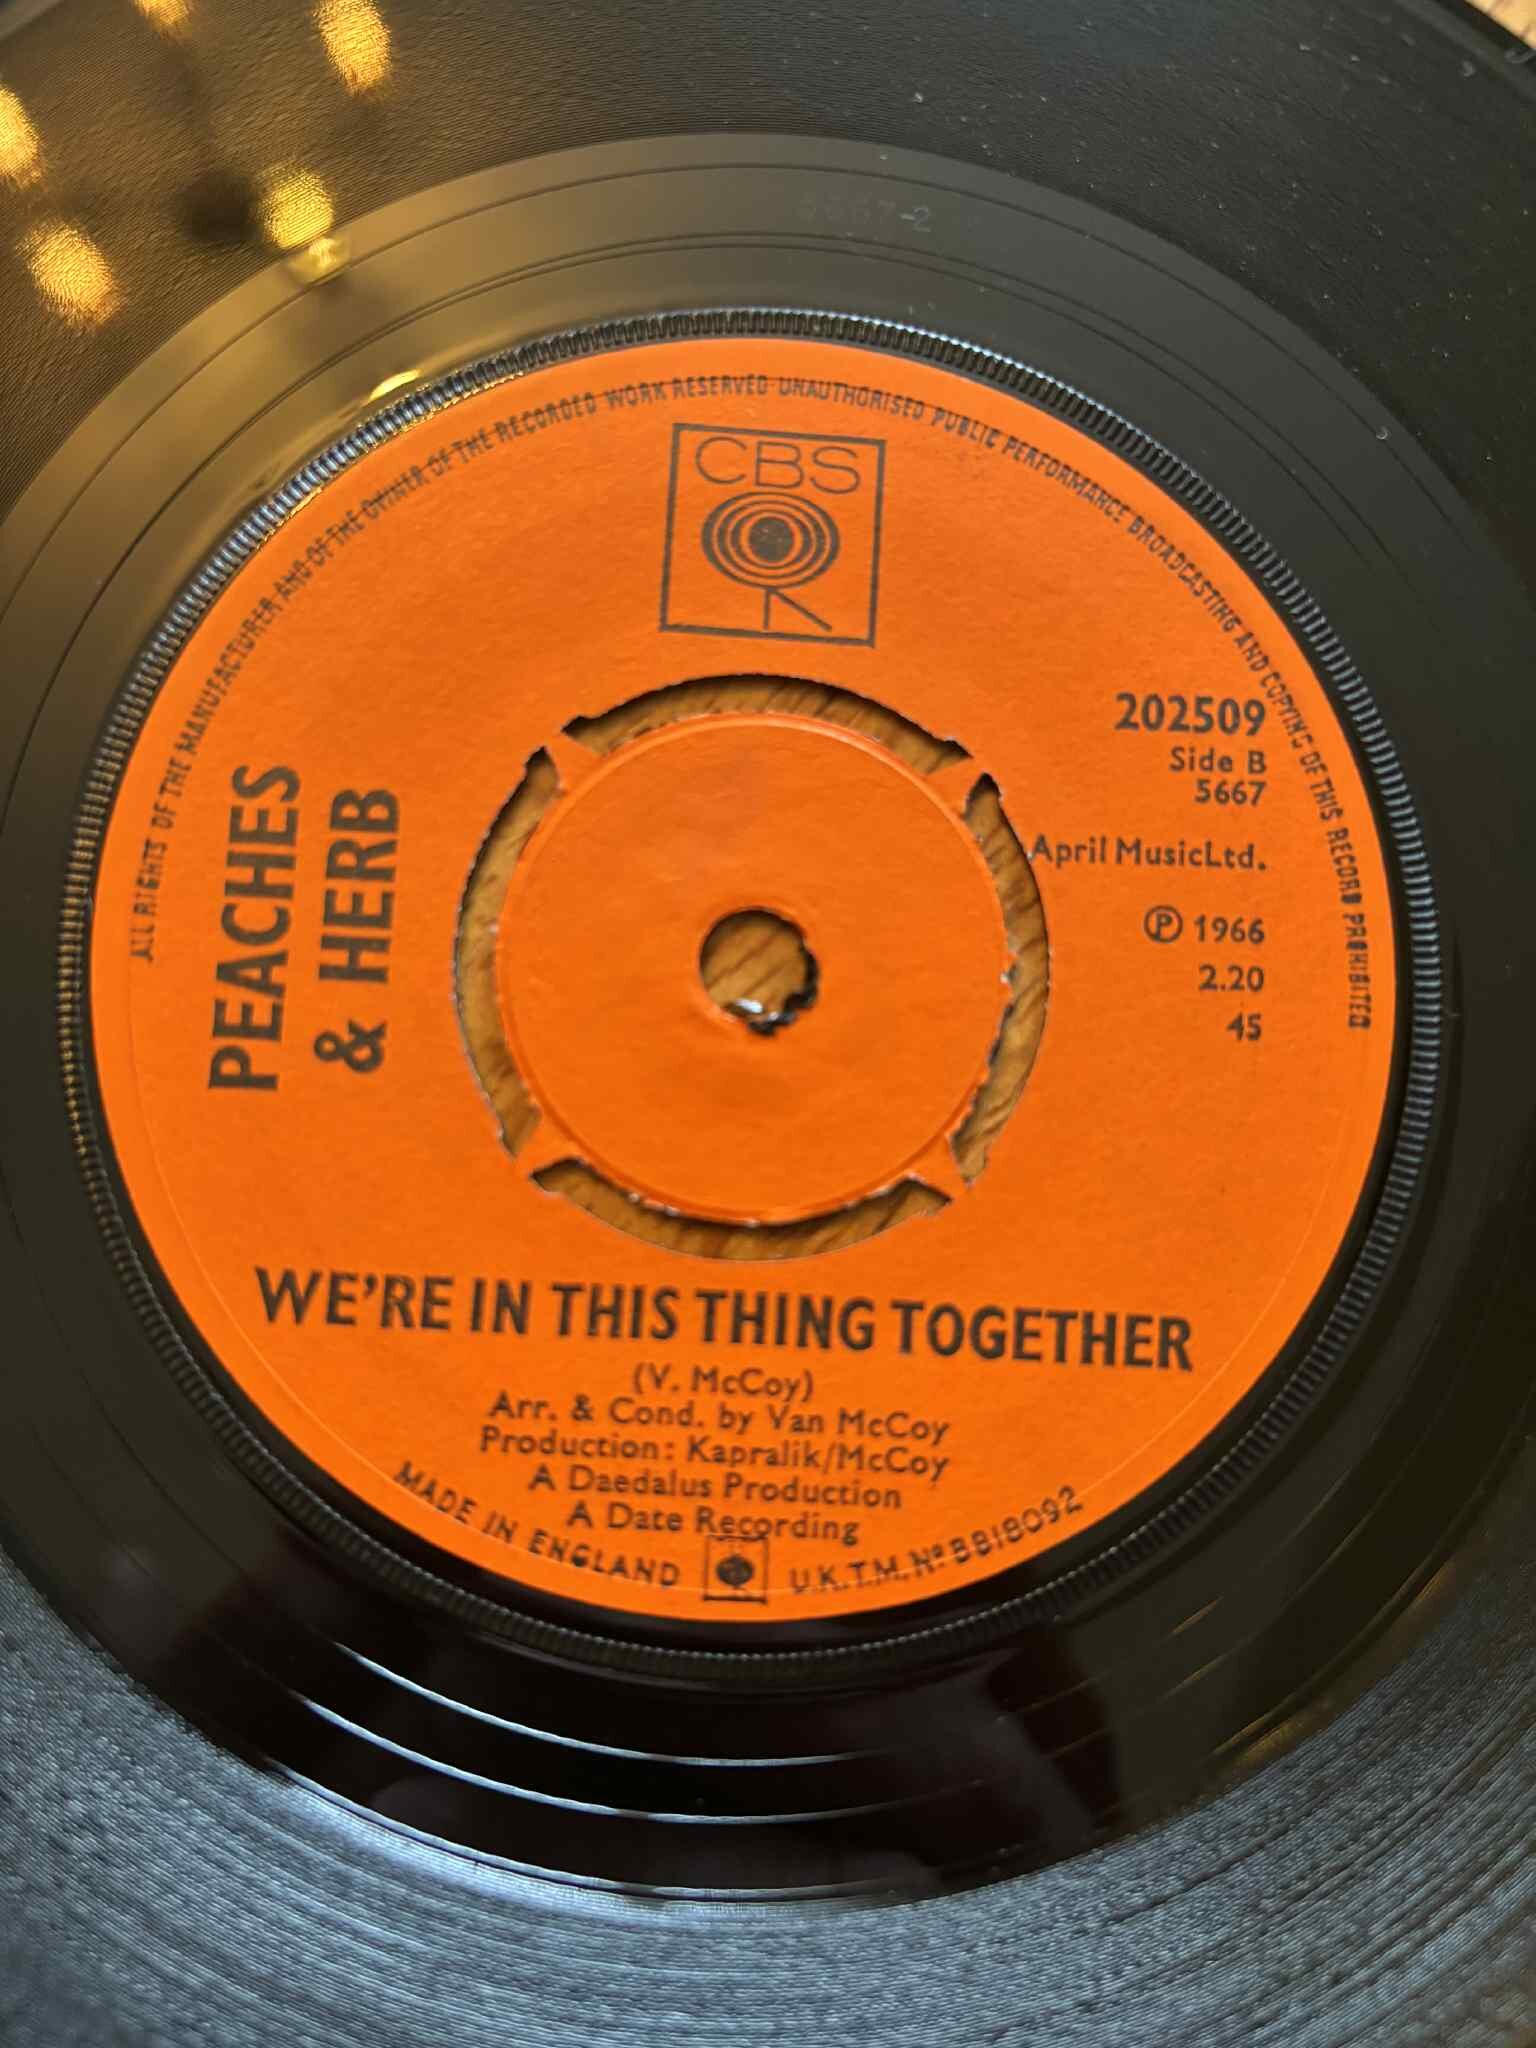 ALL RIGHTS OF THE MANUFACTURER AND OF THE OWNER OF THE RECORDED WORK RESERVED UNAUTHORISED PUBLIC PERFORMANCE BROADCASTING AND COPYING OF THIS RECORD PROHIBITED
CBS
202509
Side B
5667
April MusicLtd.
℗ 1966
2.20
45
PEACHES
& HERB
WE'RE IN THIS THING TOGETHER
(V. McCoy)
Arr. & Cond. by Van McCoy
Production: Kapralik/McCoy
A Daedalus Production
A Date Recording
MADE IN ENGLAND U.K.T.M. Nº B818092